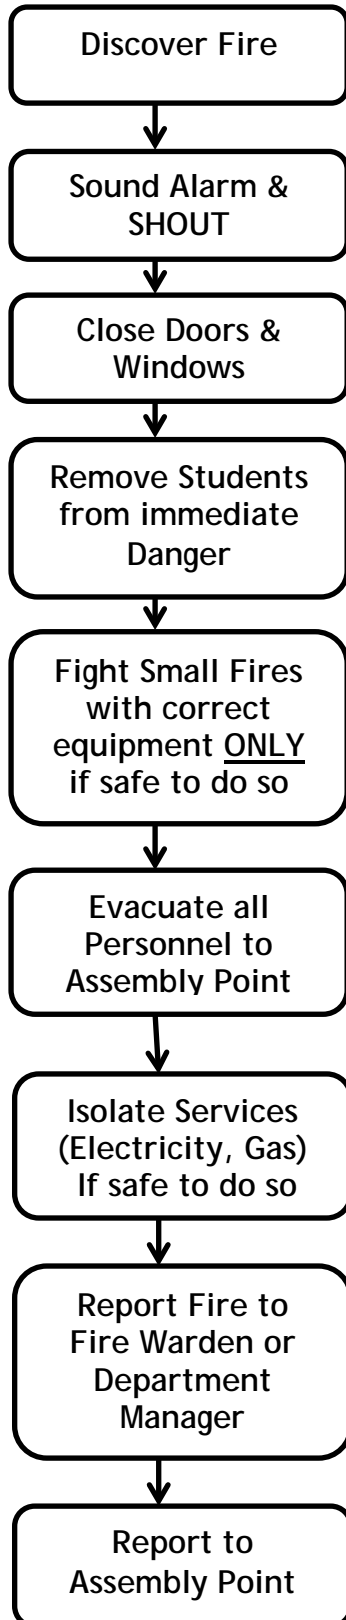 Discover Fire
Sound Alarm &
SHOUT
Close Doors &
Windows
Remove Students
from immediate
Danger
Fight Small Fires
with correct
equipment ONLY
if safe to do so
Evacuate all
Personnel to
Assembly Point
Isolate Services
(Electricity, Gas)
If safe to do so
Report Fire to
Fire Warden or
Department
Manager
Report to
Assembly Point